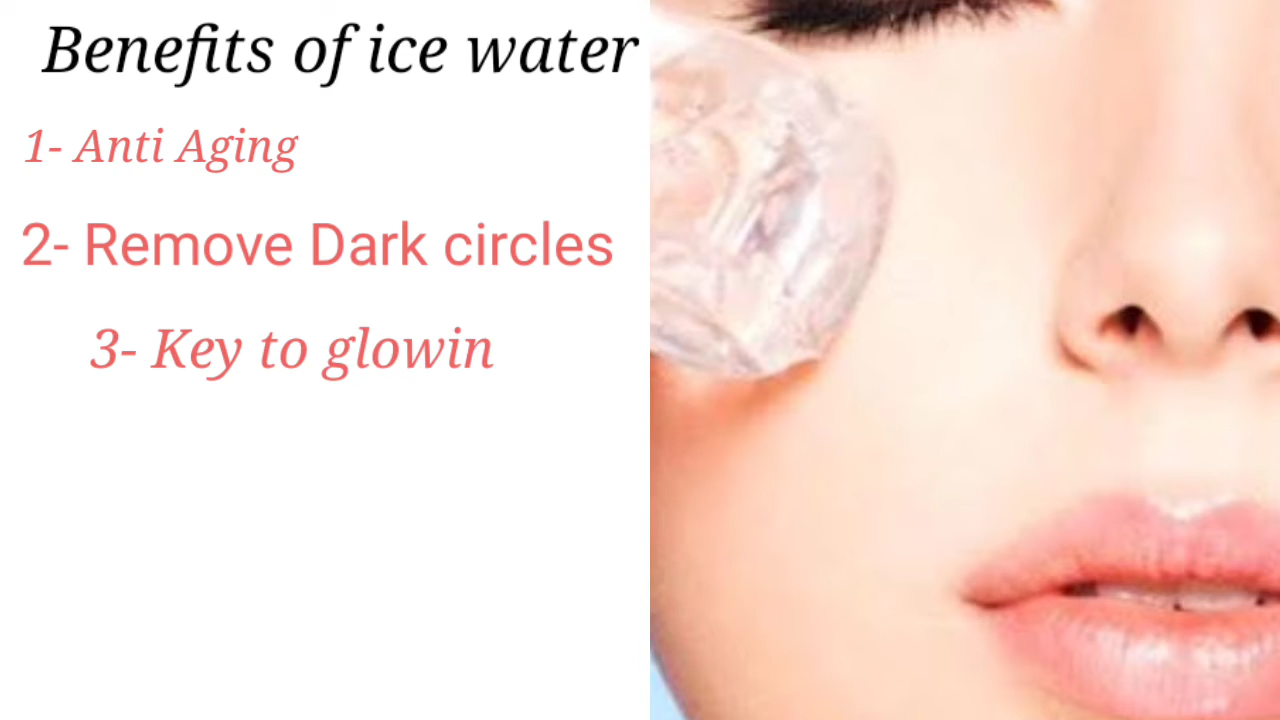 Benefits of ice water
1- Anti Aging
2- Remove Dark circles
3- Key to glowin